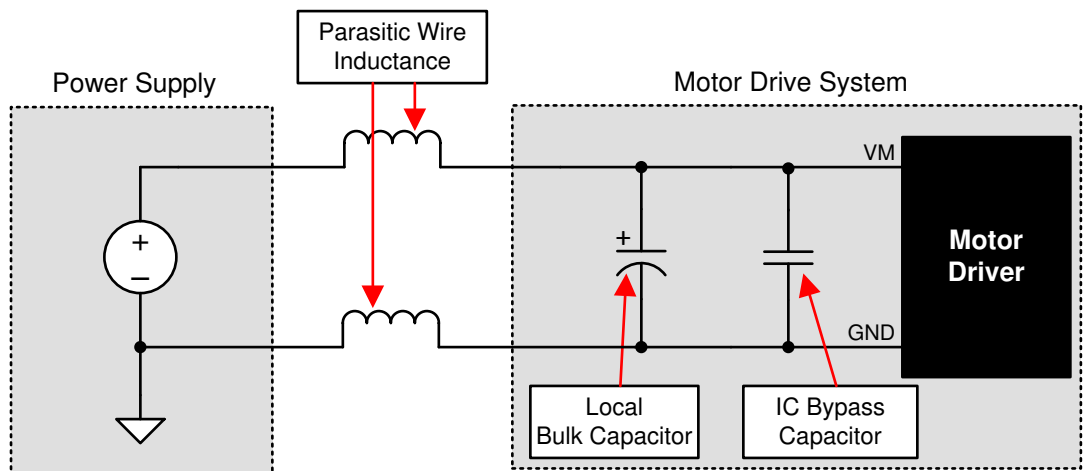 Parasitic Wire
Inductance
Power Supply
Motor Drive System
VM
+
+
–
Motor
Driver
GND
Local
Bulk Capacitor
IC Bypass
Capacitor